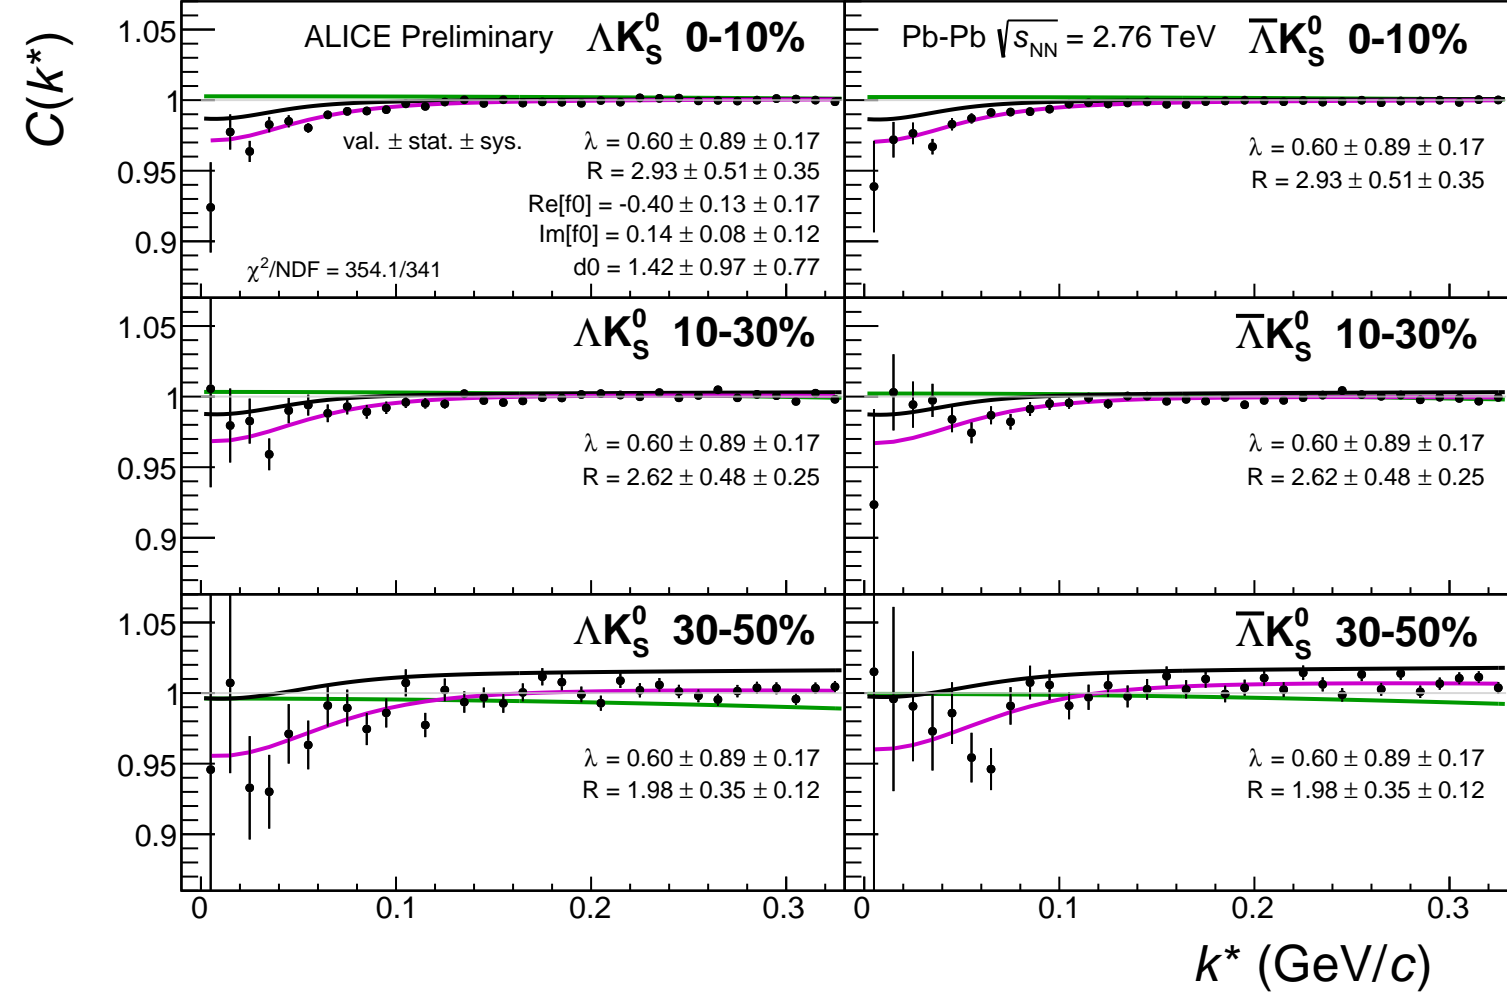 C(k*)
ALICE Preliminary ΛK⁰S 0-10%
val. ± stat. ± sys.
λ = 0.60 ± 0.89 ± 0.17
R = 2.93 ± 0.51 ± 0.35
Re[f0] = -0.40 ± 0.13 ± 0.17
Im[f0] = 0.14 ± 0.08 ± 0.12
d0 = 1.42 ± 0.97 ± 0.77
χ²/NDF = 354.1/341
1.05
1
0.95
0.9
Pb-Pb √sNN = 2.76 TeV Λ̅K⁰S 0-10%
λ = 0.60 ± 0.89 ± 0.17
R = 2.93 ± 0.51 ± 0.35
ΛK⁰S 10-30%
λ = 0.60 ± 0.89 ± 0.17
R = 2.62 ± 0.48 ± 0.25
1.05
1
0.95
0.9
Λ̅K⁰S 10-30%
λ = 0.60 ± 0.89 ± 0.17
R = 2.62 ± 0.48 ± 0.25
ΛK⁰S 30-50%
λ = 0.60 ± 0.89 ± 0.17
R = 1.98 ± 0.35 ± 0.12
1.05
1
0.95
0.9
Λ̅K⁰S 30-50%
λ = 0.60 ± 0.89 ± 0.17
R = 1.98 ± 0.35 ± 0.12
0 0.1 0.2 0.3 0 0.1 0.2 0.3
k* (GeV/c)